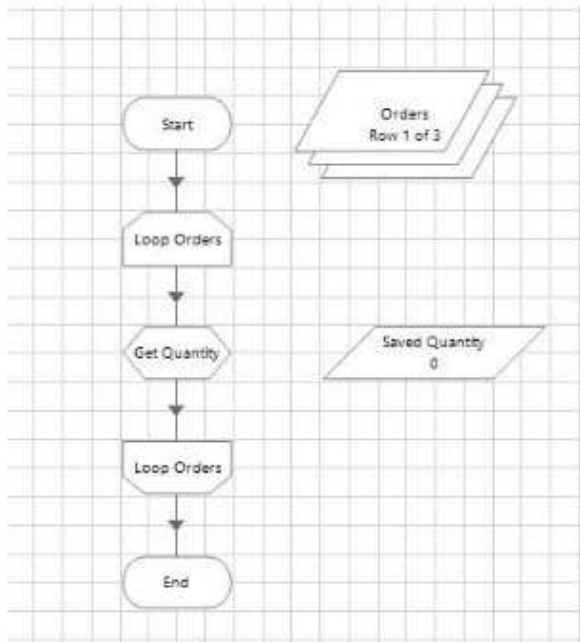 Start
Orders
Row 1 of 3
Loop Orders
Get Quantity
Saved Quantity
0
Loop Orders
End